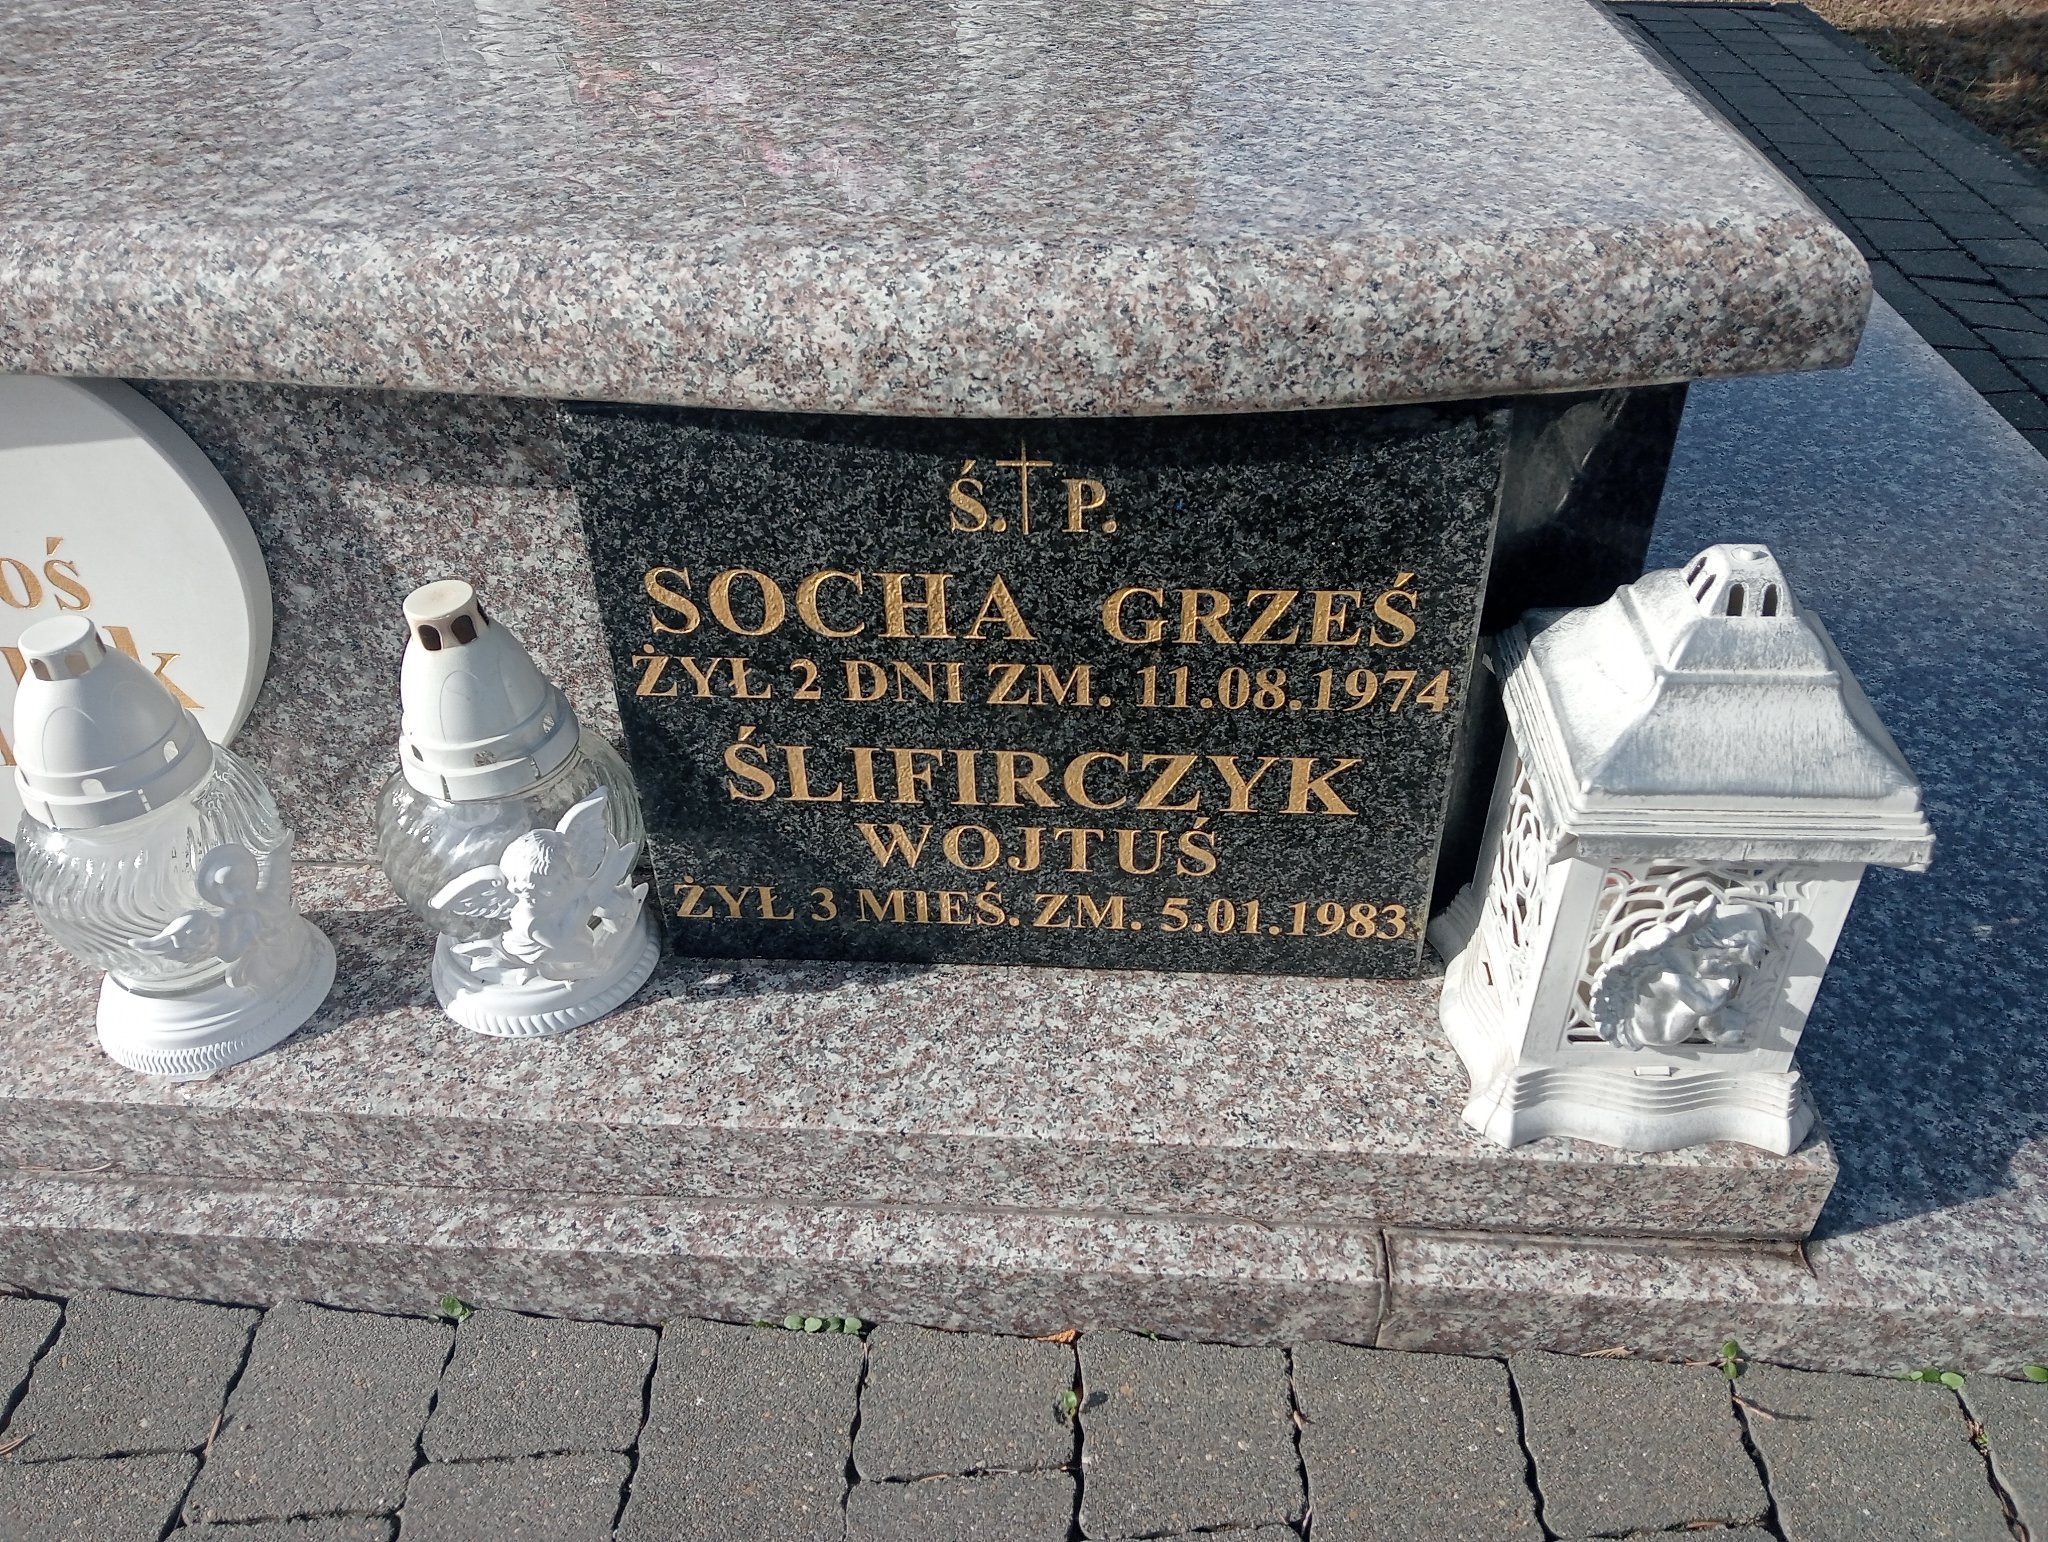 Ś. P.
SOCHA GRZEŚ
ŻYŁ 2 DNI ZM. 11.08.1974
ŚLIFIRCZYK
WOJTUŚ
ŻYŁ 3 MIEŚ. ZM. 5.01.1983